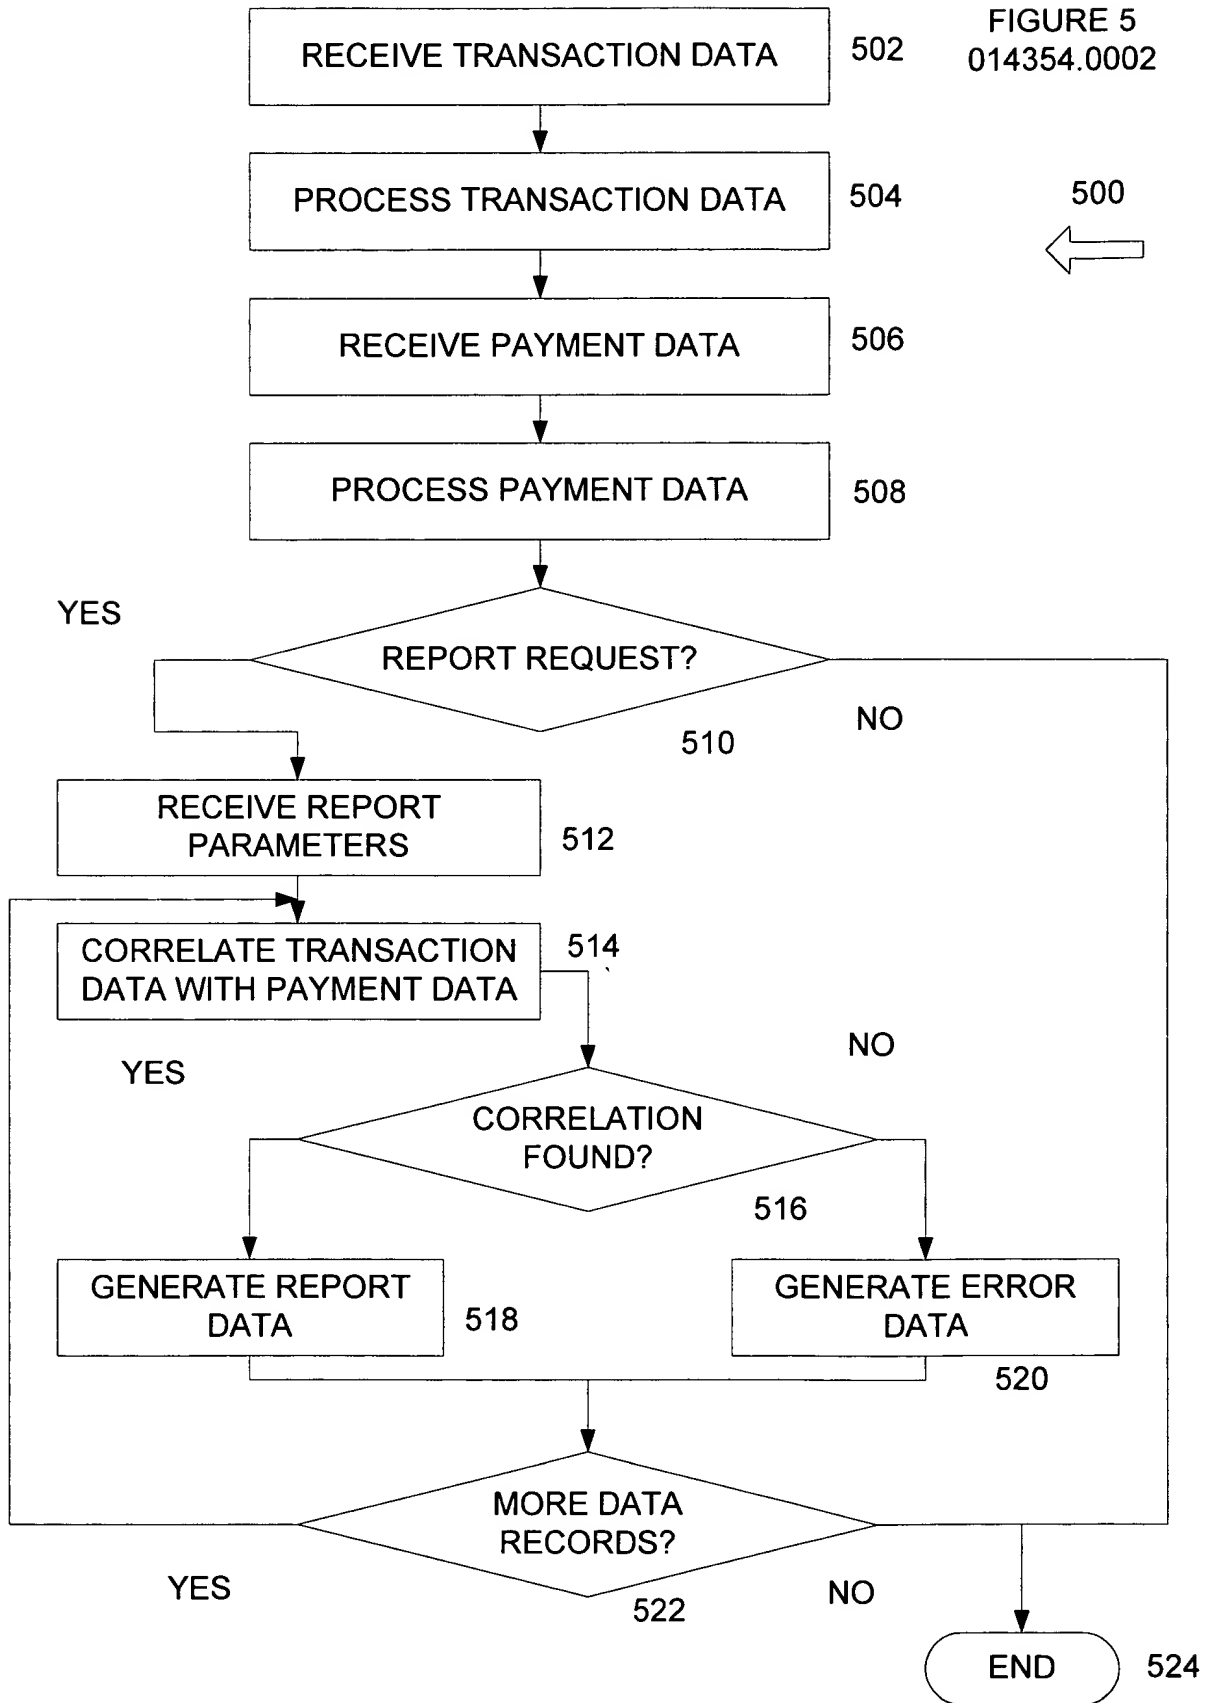 FIGURE 5
014354.0002
RECEIVE TRANSACTION DATA
502
PROCESS TRANSACTION DATA
504
500
RECEIVE PAYMENT DATA
506
PROCESS PAYMENT DATA
508
YES
REPORT REQUEST?
NO
510
RECEIVE REPORT
PARAMETERS
512
CORRELATE TRANSACTION
DATA WITH PAYMENT DATA
514
YES
NO
CORRELATION
FOUND?
516
GENERATE REPORT
DATA
518
GENERATE ERROR
DATA
520
MORE DATA
RECORDS?
YES
522
NO
END
524